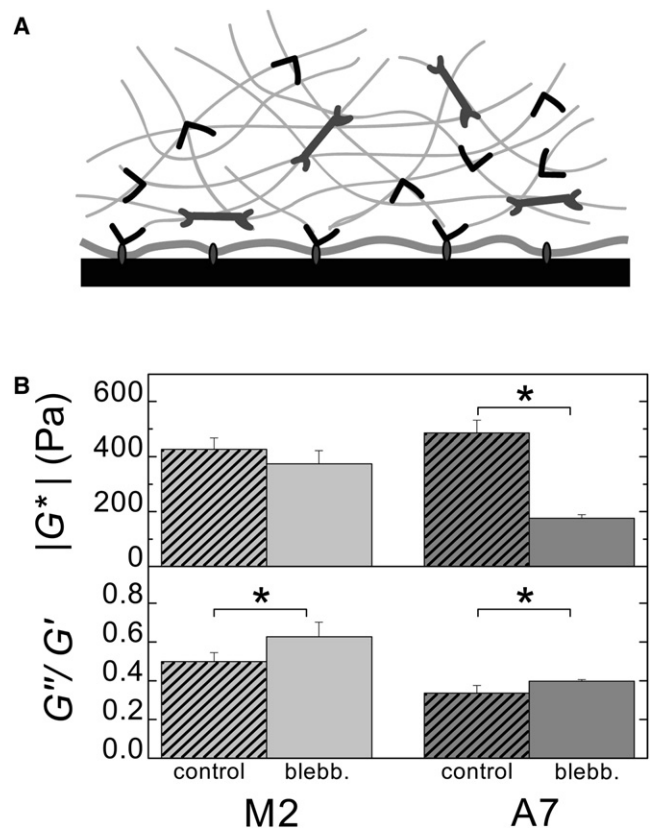 A
B
|G*| (Pa)
600
400
200
0
*
G''/ G'
0.8
0.6
0.4
0.2
0.0
*
*
control
blebb.
control
blebb.
M2
A7